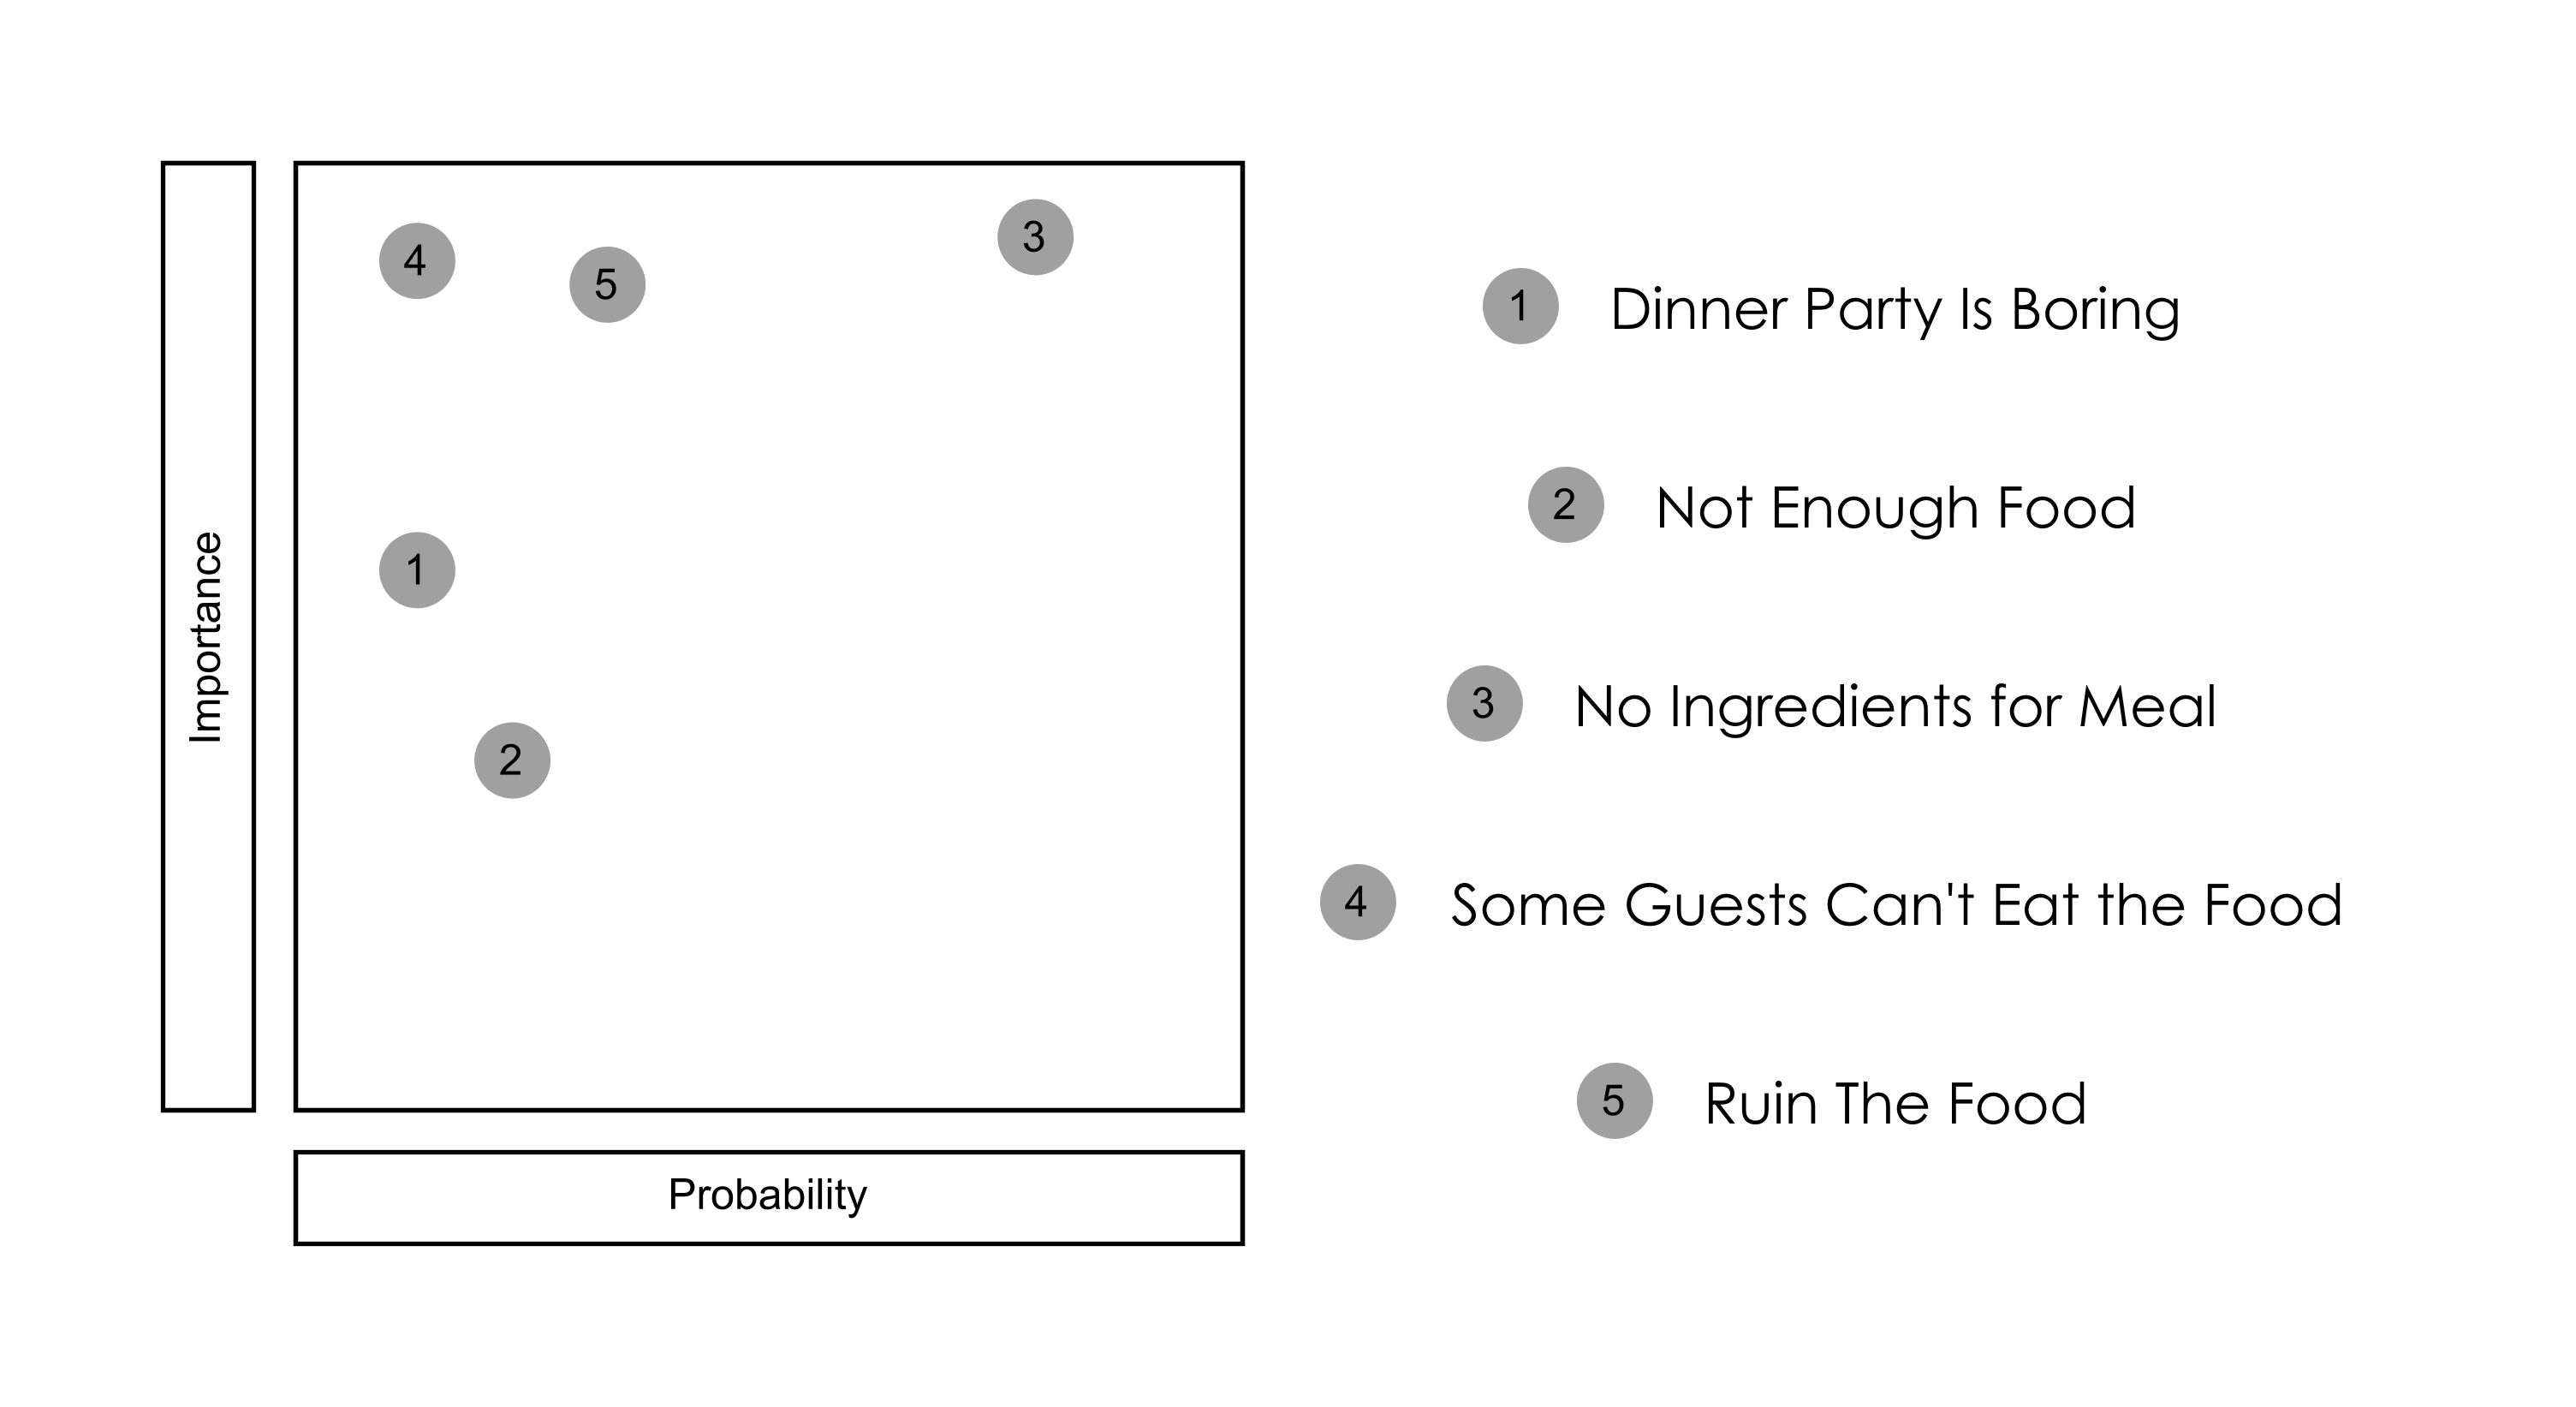 4
5
3
1
2
Importance
Probability
1 Dinner Party Is Boring
2 Not Enough Food
3 No Ingredients for Meal
4 Some Guests Can't Eat the Food
5 Ruin The Food